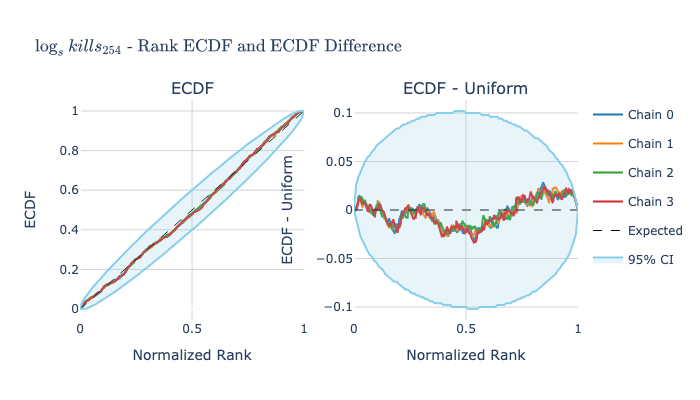 log_s kills_254 - Rank ECDF and ECDF Difference
ECDF
ECDF - Uniform
1
0.8
0.6
0.4
0.2
0
0
0.5
1
ECDF
Normalized Rank
0.1
0.05
0
−0.05
−0.1
0
0.5
1
ECDF - Uniform
Normalized Rank
Chain 0
Chain 1
Chain 2
Chain 3
Expected
95% CI